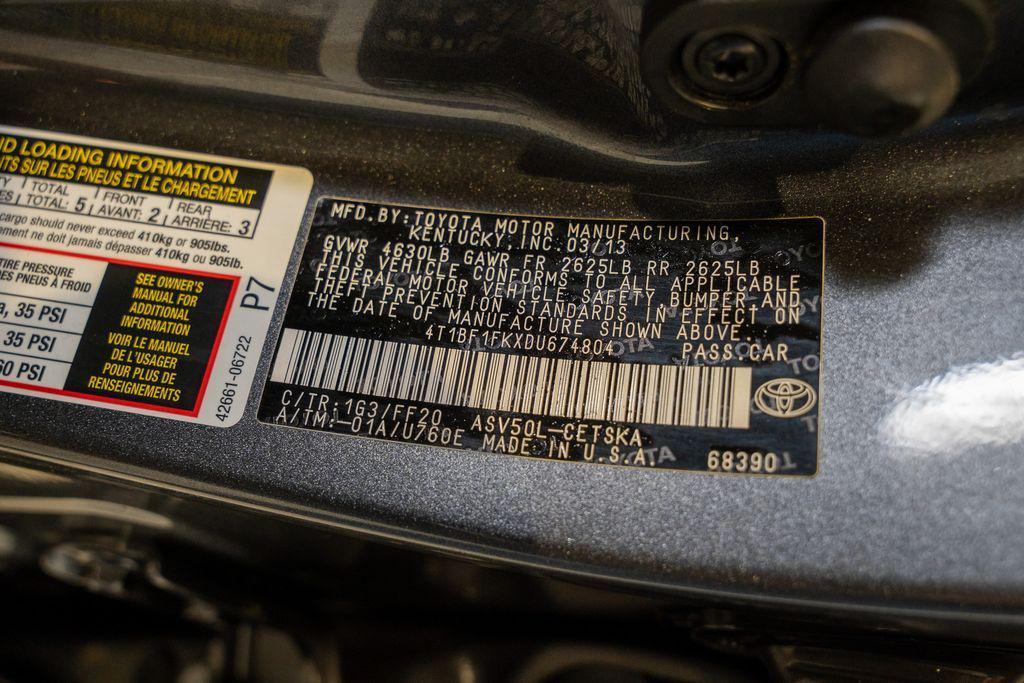 ND LOADING INFORMATION
ITS SUR LES PNEUS ET LE CHARGEMENT
TOTAL FRONT REAR
TOTAL: 5 AVANT: 2 ARRIÈRE: 3
cargo should never exceed 410kg or 905lbs.
ement ne doit jamais dépasser 410kg ou 905lb.
TIRE PRESSURE
DES PNEUS À FROID
35 PSI
35 PSI
60 PSI
SEE OWNER'S
MANUAL FOR
ADDITIONAL
INFORMATION
VOIR LE MANUEL
DE L'USAGER
POUR PLUS DE
RENSEIGNEMENTS
P7
42661-06722
MFD.BY:TOYOTA MOTOR MANUFACTURING,
KENTUCKY,INC.03/13
GVWR 4630LB GAWR FR 2625LB RR 2625LB
THIS VEHICLE CONFORMS TO ALL APPLICABLE
FEDERAL MOTOR VEHICLE SAFETY,BUMPER,AND
THEFT PREVENTION STANDARDS IN EFFECT ON
THE DATE OF MANUFACTURE SHOWN ABOVE.
4T1BF1FKXDU674804 PASS.CAR
C/TR:1G3/FF20 ASV50L-CETSKA
A/TM:-01A/U760E MADE IN U.S.A.
68390